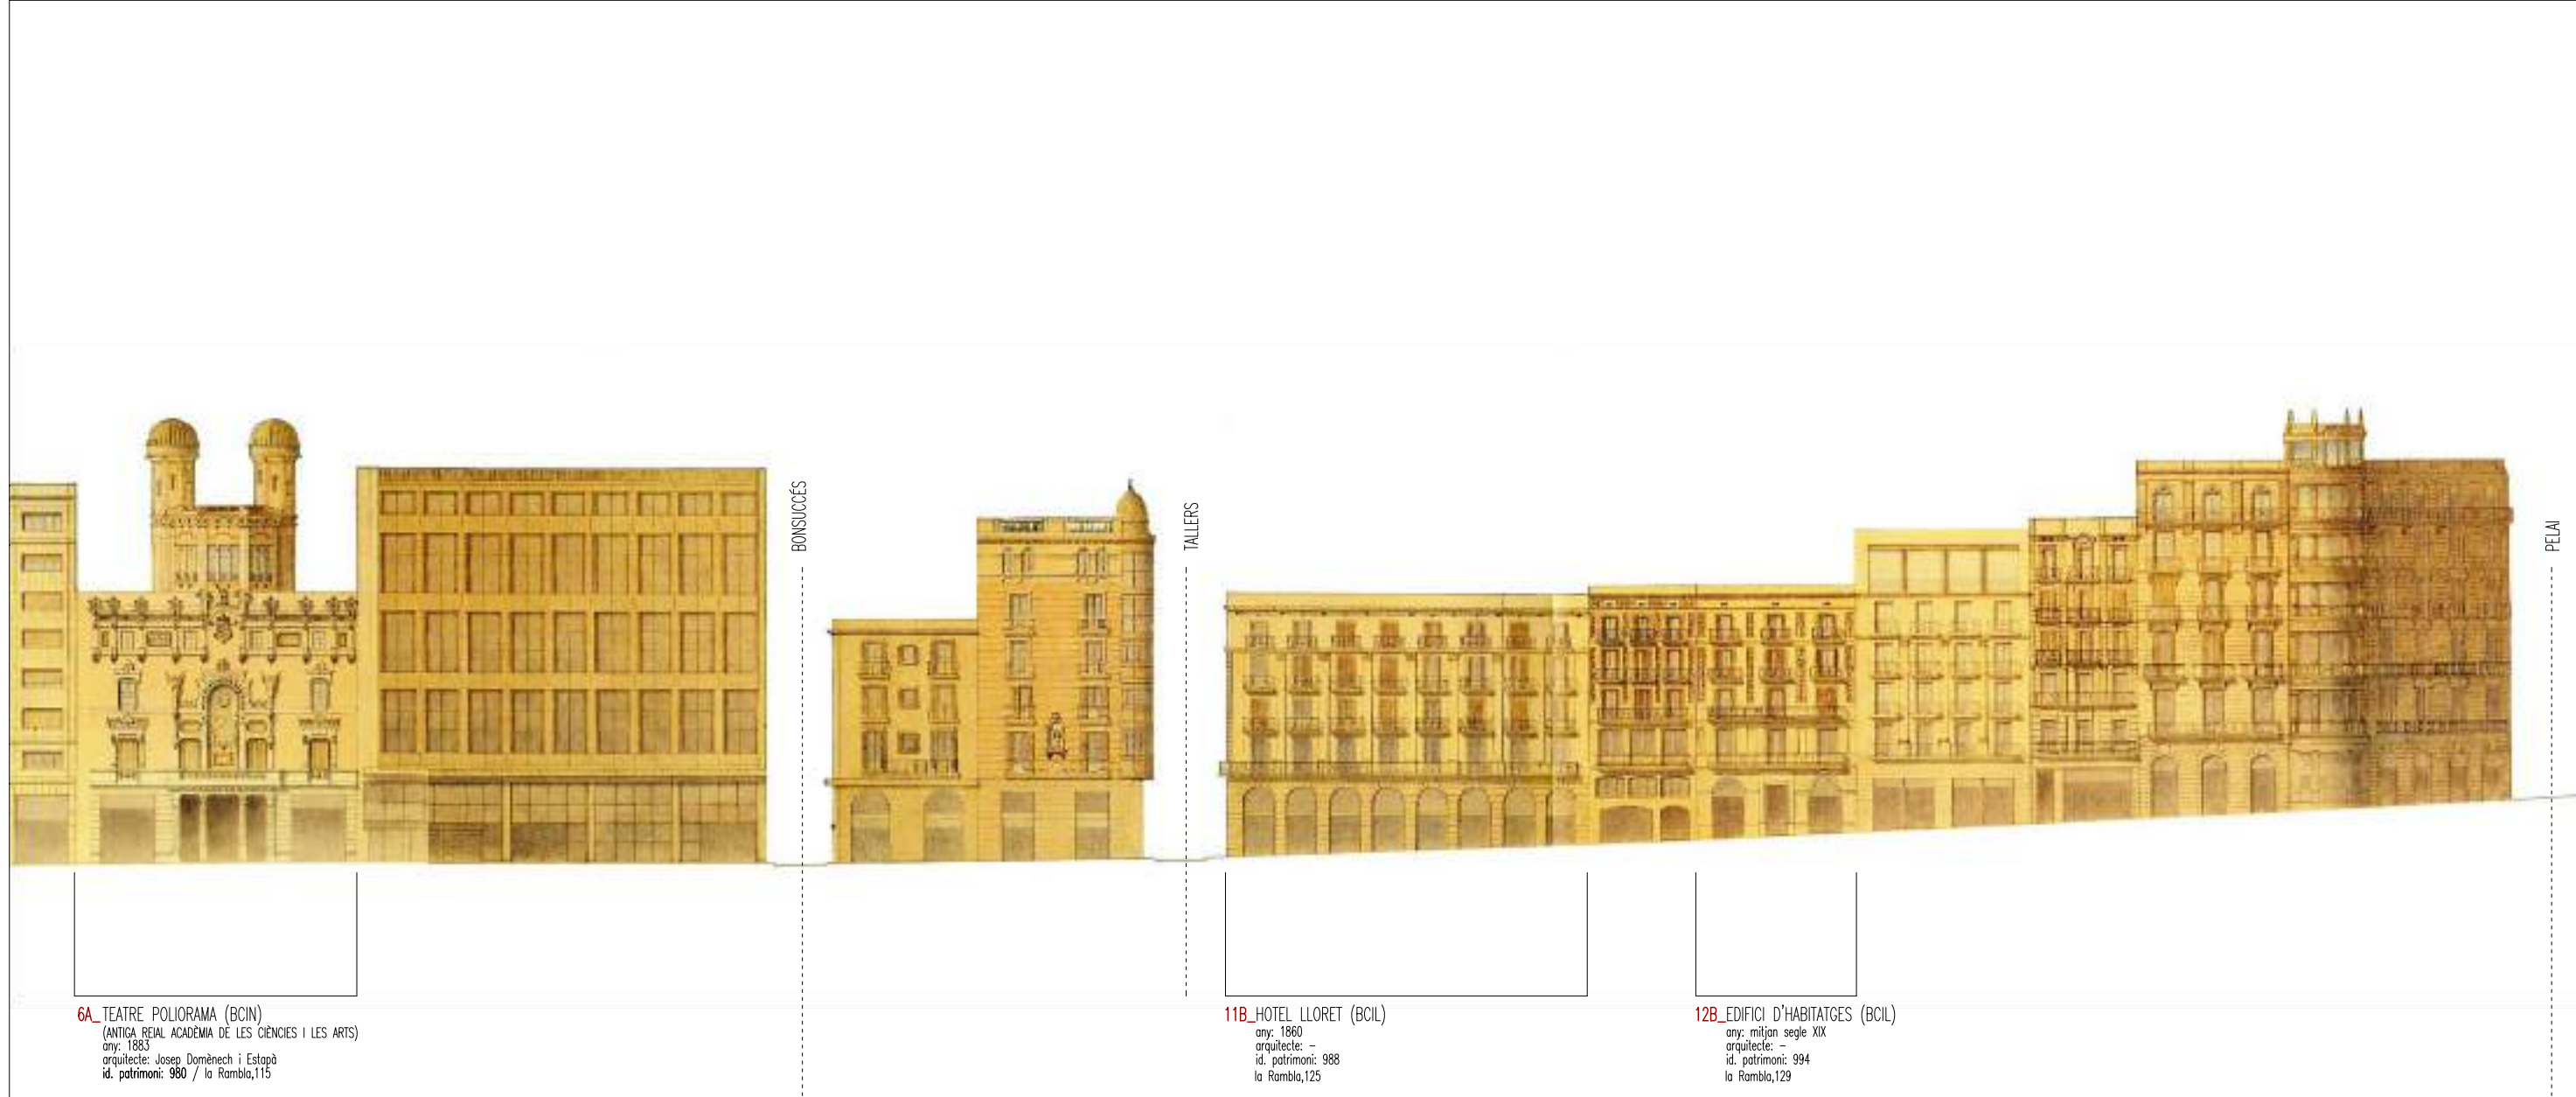 BONSUCCÉS
TALLERS
PELAI
6A_TEATRE POLIORAMA (BCIN)
(ANTIGA REIAL ACADÈMIA DE LES CIÈNCIES I LES ARTS)
any: 1883
arquitecte: Josep Domènech i Estapà
id. patrimoni: 980 / la Rambla,115
11B_HOTEL LLORET (BCIL)
any: 1860
arquitecte: –
id. patrimoni: 988
la Rambla,125
12B_EDIFICI D'HABITATGES (BCIL)
any: mitjan segle XIX
arquitecte: –
id. patrimoni: 994
la Rambla,129